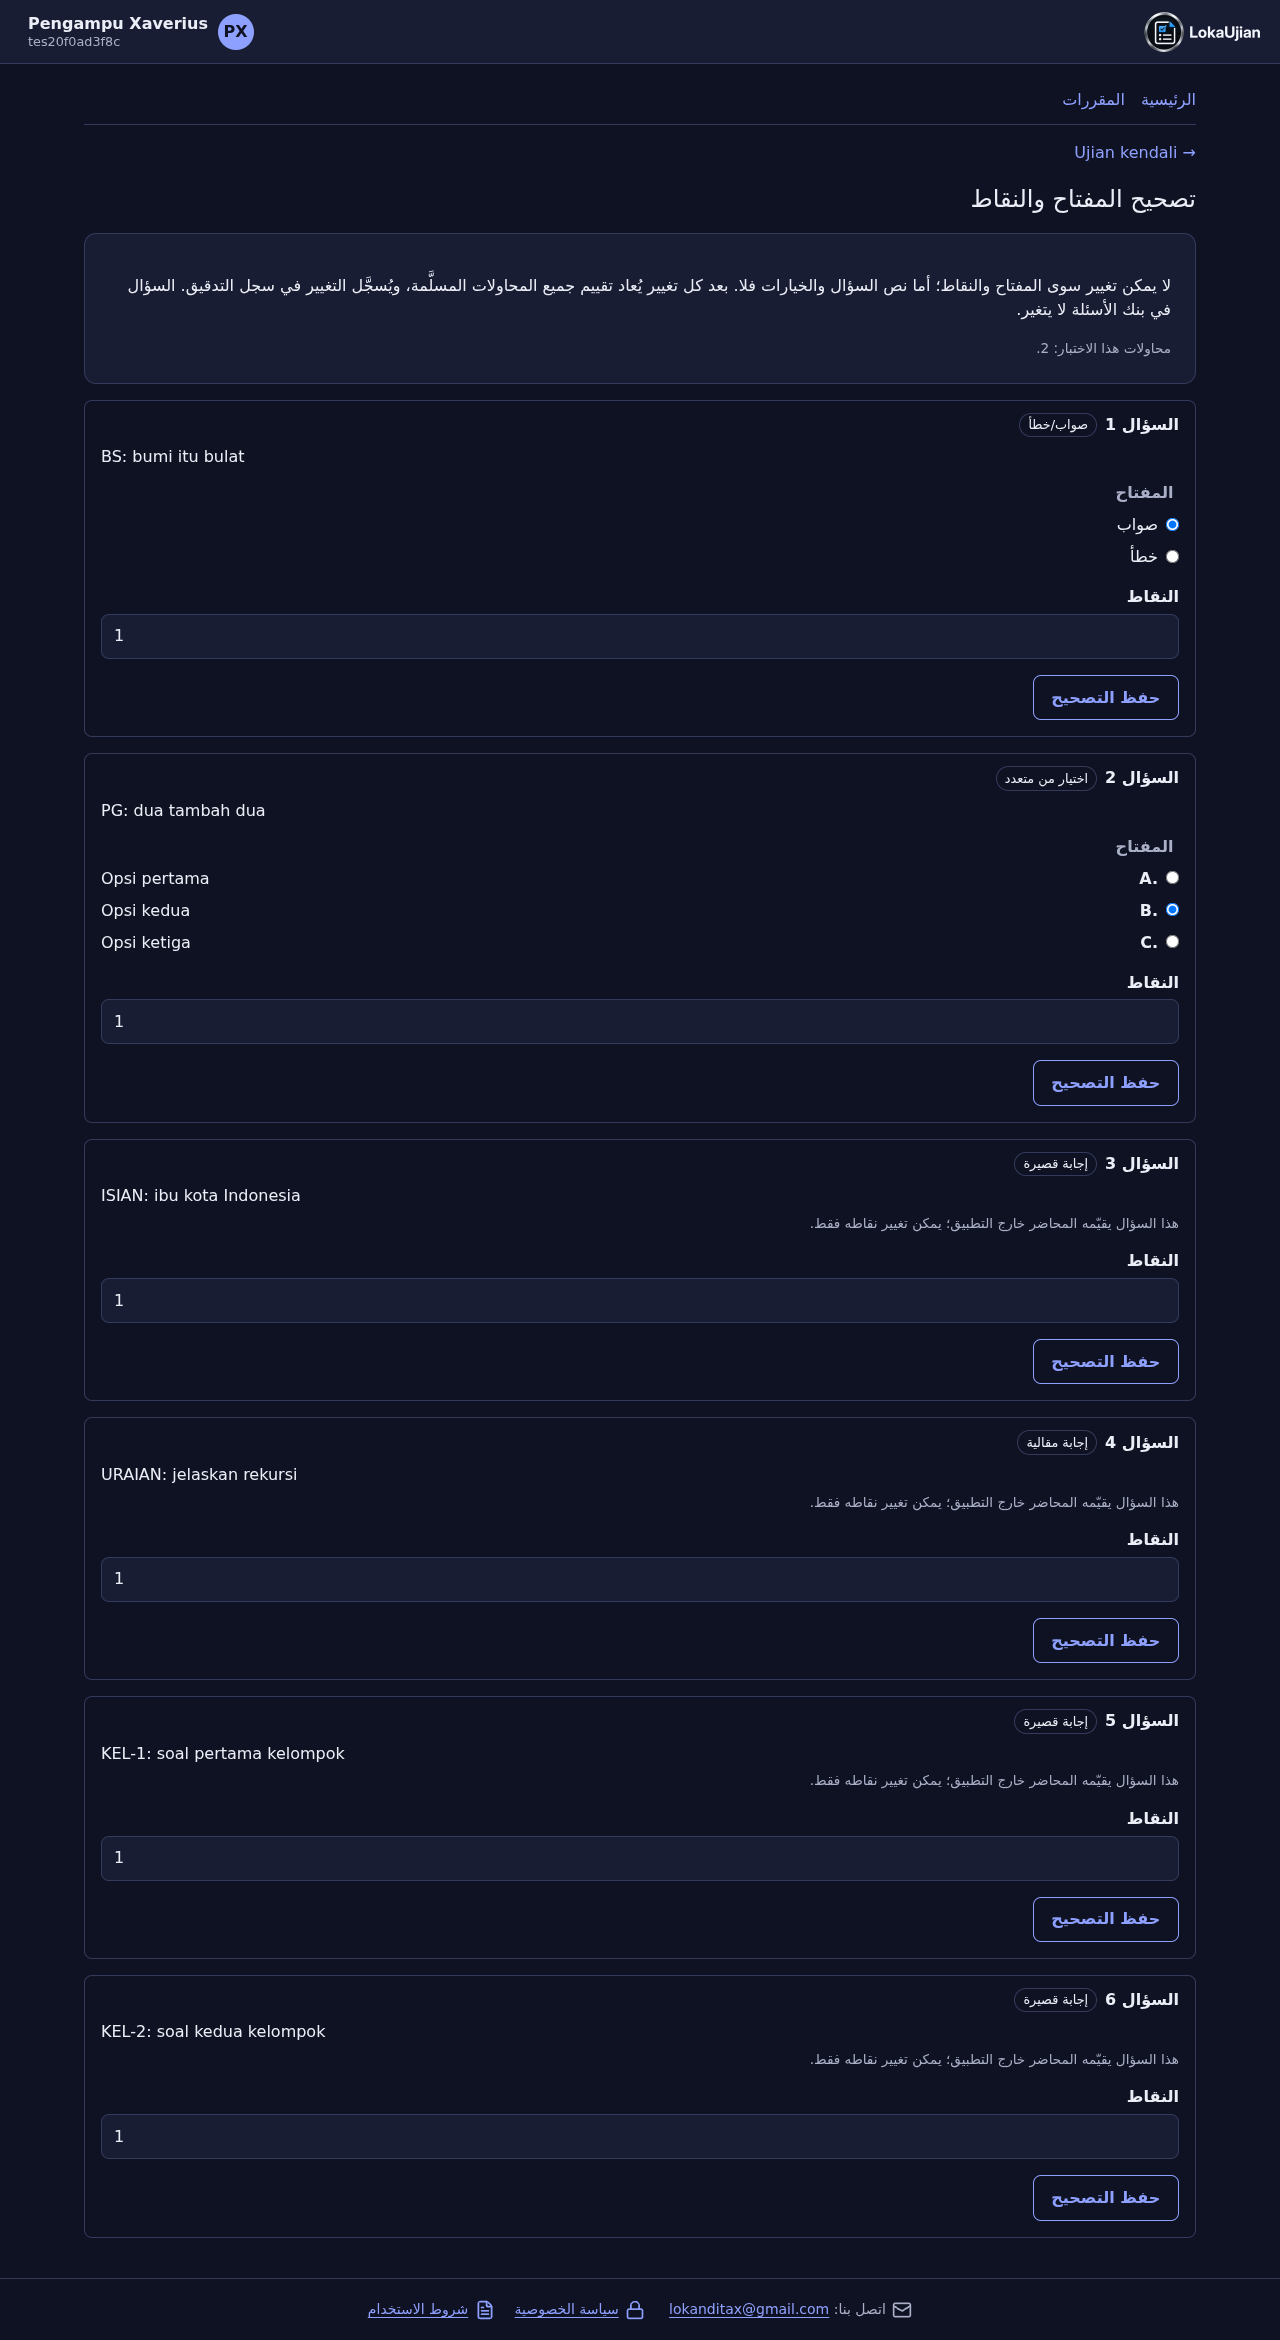 LokaUjian
Pengampu Xaverius
tes20f0ad3f8c
PX
الرئيسية
المقررات
→ Ujian kendali
تصحيح المفتاح والنقاط
لا يمكن تغيير سوى المفتاح والنقاط؛ أما نص السؤال والخيارات فلا. بعد كل تغيير يُعاد تقييم جميع المحاولات المسلَّمة، ويُسجَّل التغيير في سجل التدقيق. السؤال
في بنك الأسئلة لا يتغير.
محاولات هذا الاختبار: 2.
السؤال 1 صواب/خطأ
BS: bumi itu bulat
المفتاح
صواب
خطأ
النقاط
1
حفظ التصحيح
السؤال 2 اختيار من متعدد
PG: dua tambah dua
المفتاح
A. Opsi pertama
B. Opsi kedua
C. Opsi ketiga
النقاط
1
حفظ التصحيح
السؤال 3 إجابة قصيرة
ISIAN: ibu kota Indonesia
هذا السؤال يقيّمه المحاضر خارج التطبيق؛ يمكن تغيير نقاطه فقط.
النقاط
1
حفظ التصحيح
السؤال 4 إجابة مقالية
URAIAN: jelaskan rekursi
هذا السؤال يقيّمه المحاضر خارج التطبيق؛ يمكن تغيير نقاطه فقط.
النقاط
1
حفظ التصحيح
السؤال 5 إجابة قصيرة
KEL-1: soal pertama kelompok
هذا السؤال يقيّمه المحاضر خارج التطبيق؛ يمكن تغيير نقاطه فقط.
النقاط
1
حفظ التصحيح
السؤال 6 إجابة قصيرة
KEL-2: soal kedua kelompok
هذا السؤال يقيّمه المحاضر خارج التطبيق؛ يمكن تغيير نقاطه فقط.
النقاط
1
حفظ التصحيح
اتصل بنا: lokanditax@gmail.com سياسة الخصوصية شروط الاستخدام